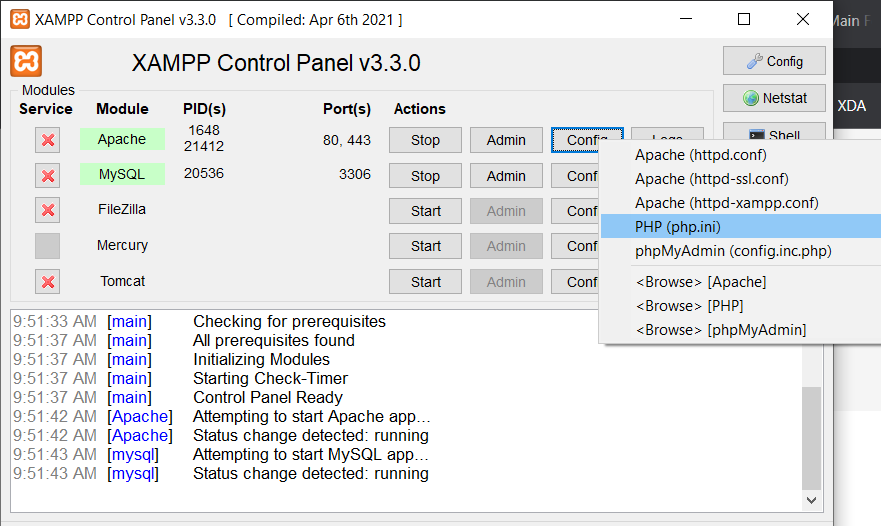 XAMPP Control Panel v3.3.0 [ Compiled: Apr 6th 2021 ]
Main
XAMPP Control Panel v3.3.0
Config
Modules
Service Module PID(s) Port(s) Actions
Netstat
XDA
Apache 1648 21412 80, 443 Stop Admin Config Logs
Shell
MySQL 20536 3306 Stop Admin Conf
FileZilla Start Admin Conf
Mercury Start Admin Conf
Tomcat Start Admin Conf
Apache (httpd.conf)
Apache (httpd-ssl.conf)
Apache (httpd-xampp.conf)
PHP (php.ini)
phpMyAdmin (config.inc.php)
<Browse> [Apache]
<Browse> [PHP]
<Browse> [phpMyAdmin]
9:51:33 AM [main] Checking for prerequisites
9:51:37 AM [main] All prerequisites found
9:51:37 AM [main] Initializing Modules
9:51:37 AM [main] Starting Check-Timer
9:51:37 AM [main] Control Panel Ready
9:51:42 AM [Apache] Attempting to start Apache app...
9:51:42 AM [Apache] Status change detected: running
9:51:43 AM [mysql] Attempting to start MySQL app...
9:51:43 AM [mysql] Status change detected: running